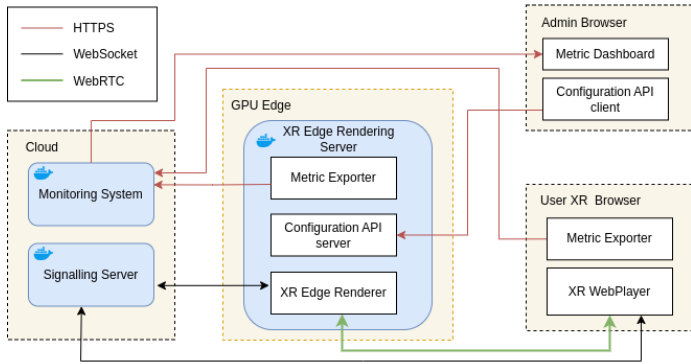 HTTPS
WebSocket
WebRTC
Admin Browser
Metric Dashboard
Configuration API
client
GPU Edge
XR Edge Rendering
Server
Metric Exporter
Configuration API
server
XR Edge Renderer
Cloud
Monitoring System
Signalling Server
User XR Browser
Metric Exporter
XR WebPlayer